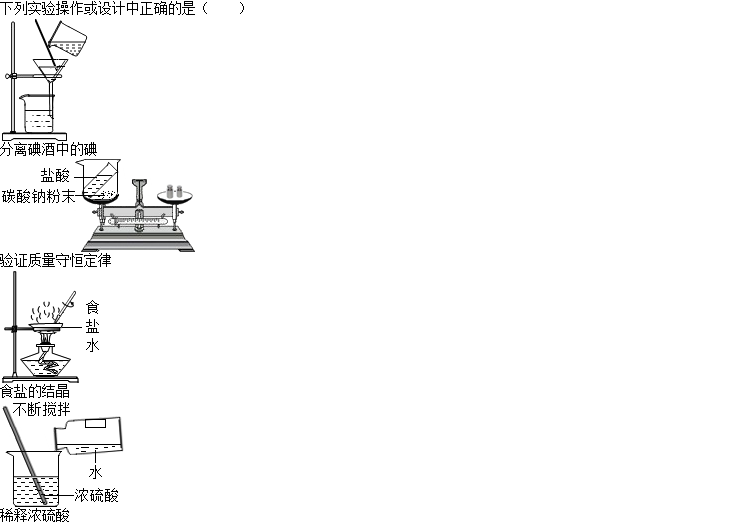 下列实验操作或设计中正确的是（　　）
分离碘酒中的碘
盐酸
碳酸钠粉末
验证质量守恒定律
食
盐
水
食盐的结晶
不断搅拌
水
浓硫酸
稀释浓硫酸